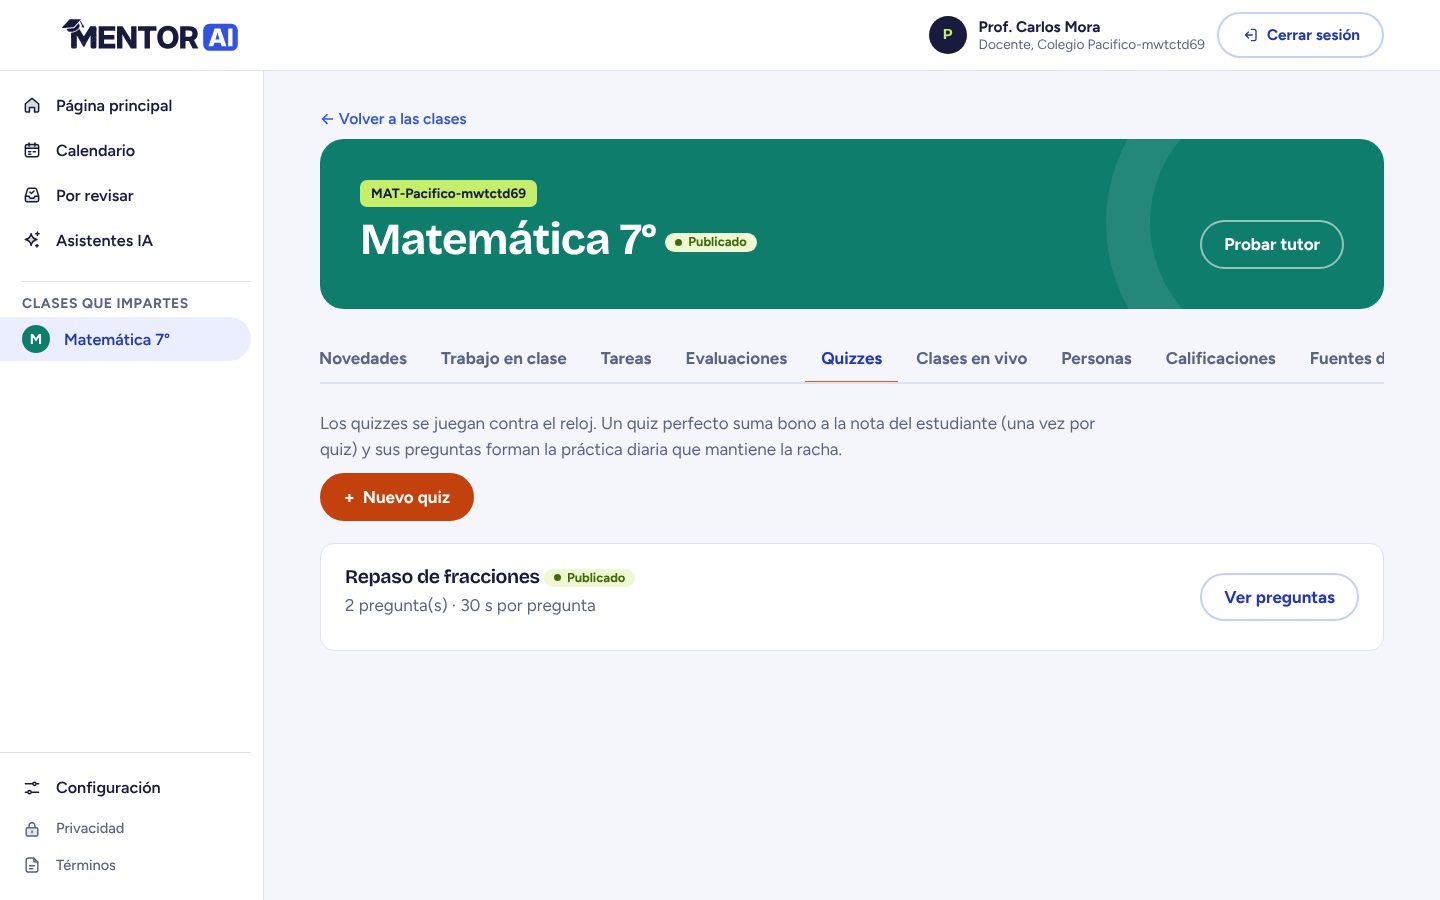 MENTOR AI
Prof. Carlos Mora
Docente, Colegio Pacifico-mwtctd69
P
Cerrar sesión
Página principal
Calendario
Por revisar
Asistentes IA
CLASES QUE IMPARTES
M Matemática 7°
Configuración
Privacidad
Términos
← Volver a las clases
MAT-Pacifico-mwtctd69
Matemática 7° Publicado
Probar tutor
Novedades Trabajo en clase Tareas Evaluaciones Quizzes Clases en vivo Personas Calificaciones Fuentes d
Los quizzes se juegan contra el reloj. Un quiz perfecto suma bono a la nota del estudiante (una vez por
quiz) y sus preguntas forman la práctica diaria que mantiene la racha.
+ Nuevo quiz
Repaso de fracciones Publicado
2 pregunta(s) · 30 s por pregunta
Ver preguntas